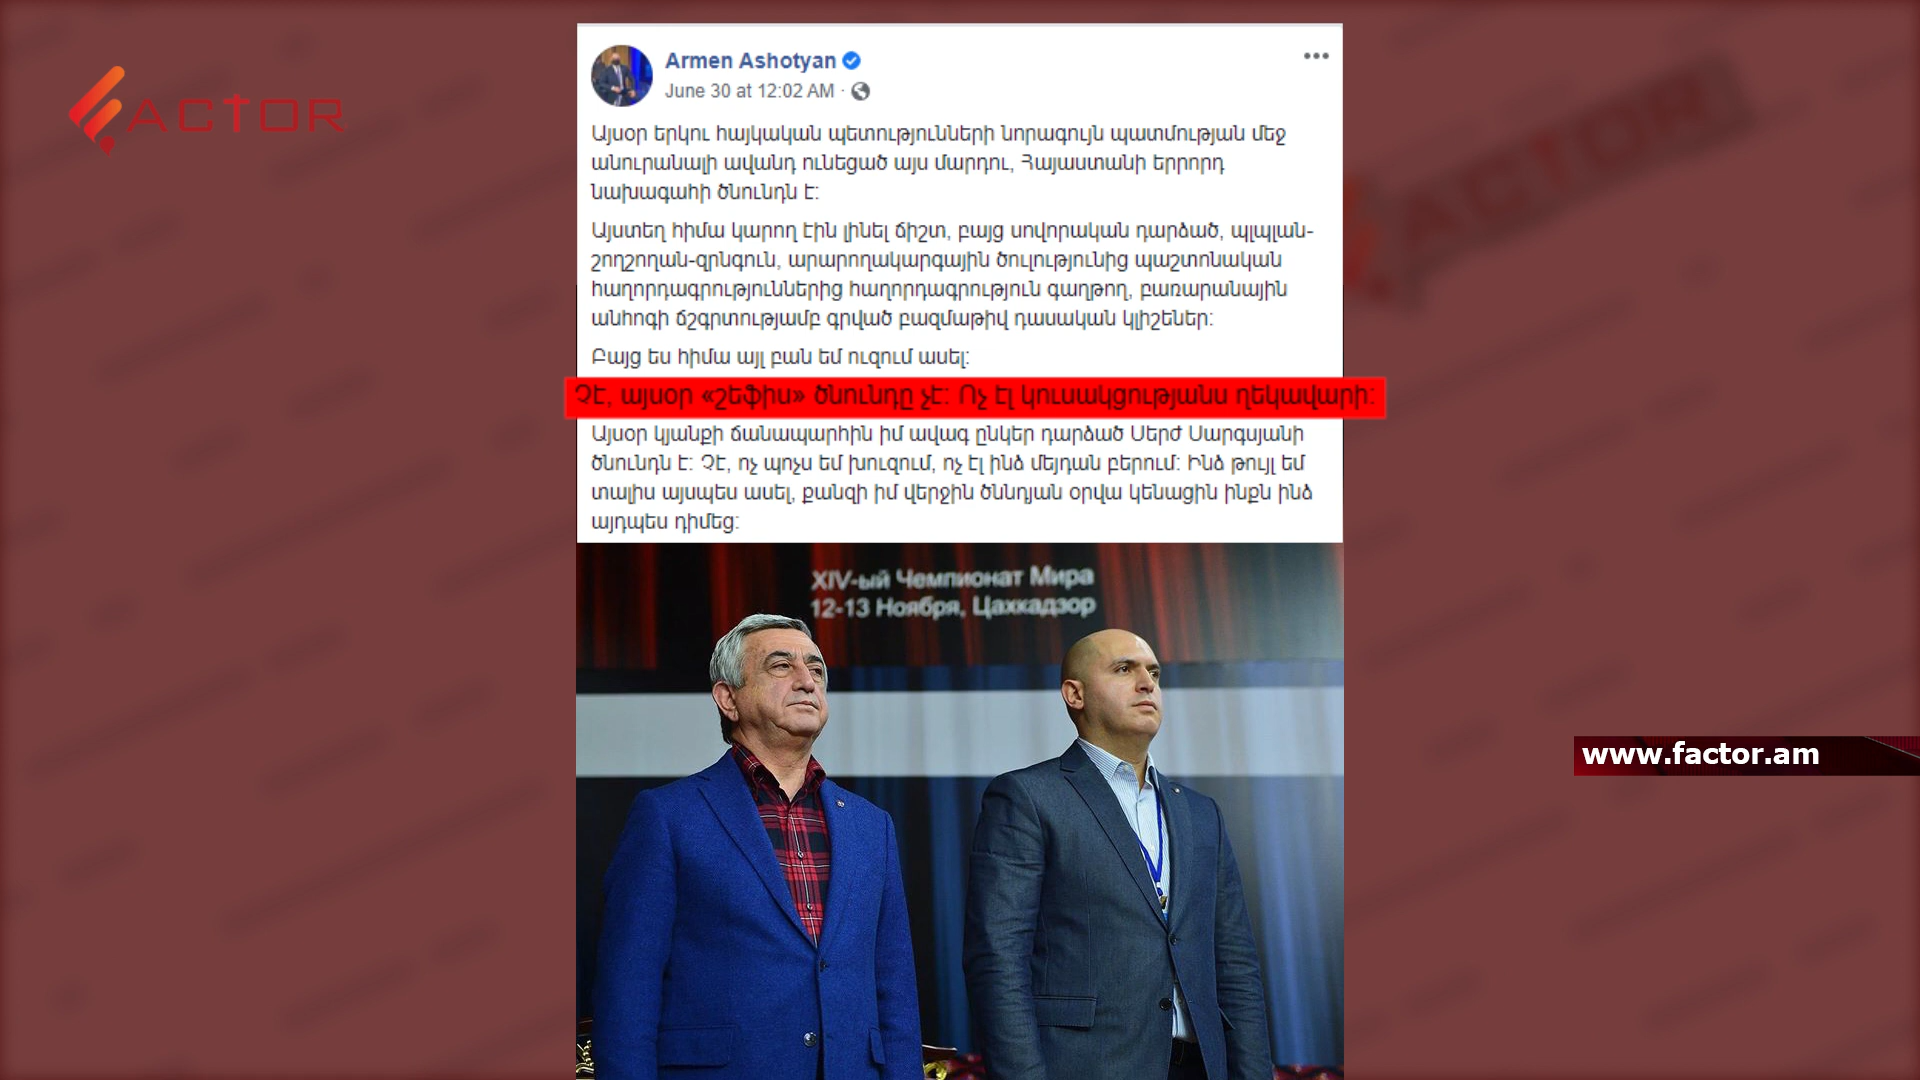 FACTOR
Armen Ashotyan
June 30 at 12:02 AM ·
Այսօր երկու հայկական պետությունների նորագույն պատմության մեջ
անուրանալի ավանդ ունեցած այս մարդու, Հայաստանի երրորդ
նախագահի ծնունդն է:
Այստեղ հիմա կարող էին լինել ճիշտ, բայց սովորական դարձած, պլպլան-
շողշողան-զրնգուն, արարողակարգային ծուլությունից պաշտոնական
հաղորդագրություններից հաղորդագրություն գաղթող, բառարանային
անհոգի ճշգրտությամբ գրված բազմաթիվ դասական կլիշեներ:
Բայց ես հիմա այլ բան եմ ուզում ասել:
Չէ, այսօր «շեֆիս» ծնունդը չէ: Ոչ էլ կուսակցությանս ղեկավարի:
Այսօր կյանքի ճանապարհին իմ ավագ ընկեր դարձած Սերժ Սարգսյանի
ծնունդն է: Չէ, ոչ պոչս եմ խուզում, ոչ էլ ինձ մեյդան բերում: Ինձ թույլ եմ
տալիս այսպես ասել, քանզի իմ վերջին ծննդյան օրվա կենացին ինքն ինձ
այդպես դիմեց:
XIV-ый Чемпионат Мира
12-13 Ноября, Цахкадзор
FACTOR
www.factor.am